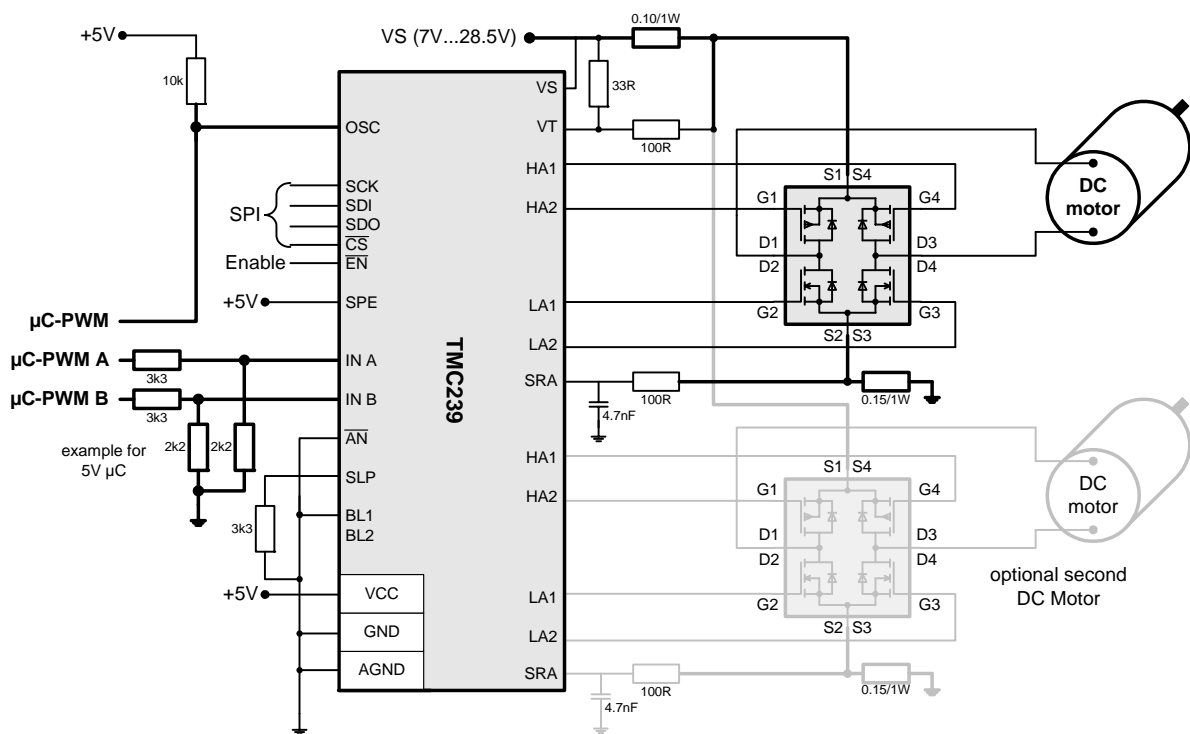 +5V
10k
VS (7V...28.5V)
0.10/1W
33R
100R
OSC
SCK
SDI
SDO
CS
EN
SPI
Enable
+5V
SPE
µC-PWM
µC-PWM A
3k3
IN A
µC-PWM B
3k3
IN B
2k2
2k2
example for
5V µC
AN
SLP
3k3
BL1
BL2
+5V
VCC
GND
AGND
TMC239
VS
VT
HA1
HA2
LA1
LA2
SRA
100R
4.7nF
0.15/1W
S1 S4
G1
G4
D1
D3
D2
D4
G2
G3
S2 S3
DC
motor
HA1
HA2
LA1
LA2
SRA
100R
4.7nF
0.15/1W
S1 S4
G1
G4
D1
D3
D2
D4
G2
G3
S2 S3
DC
motor
optional second
DC Motor